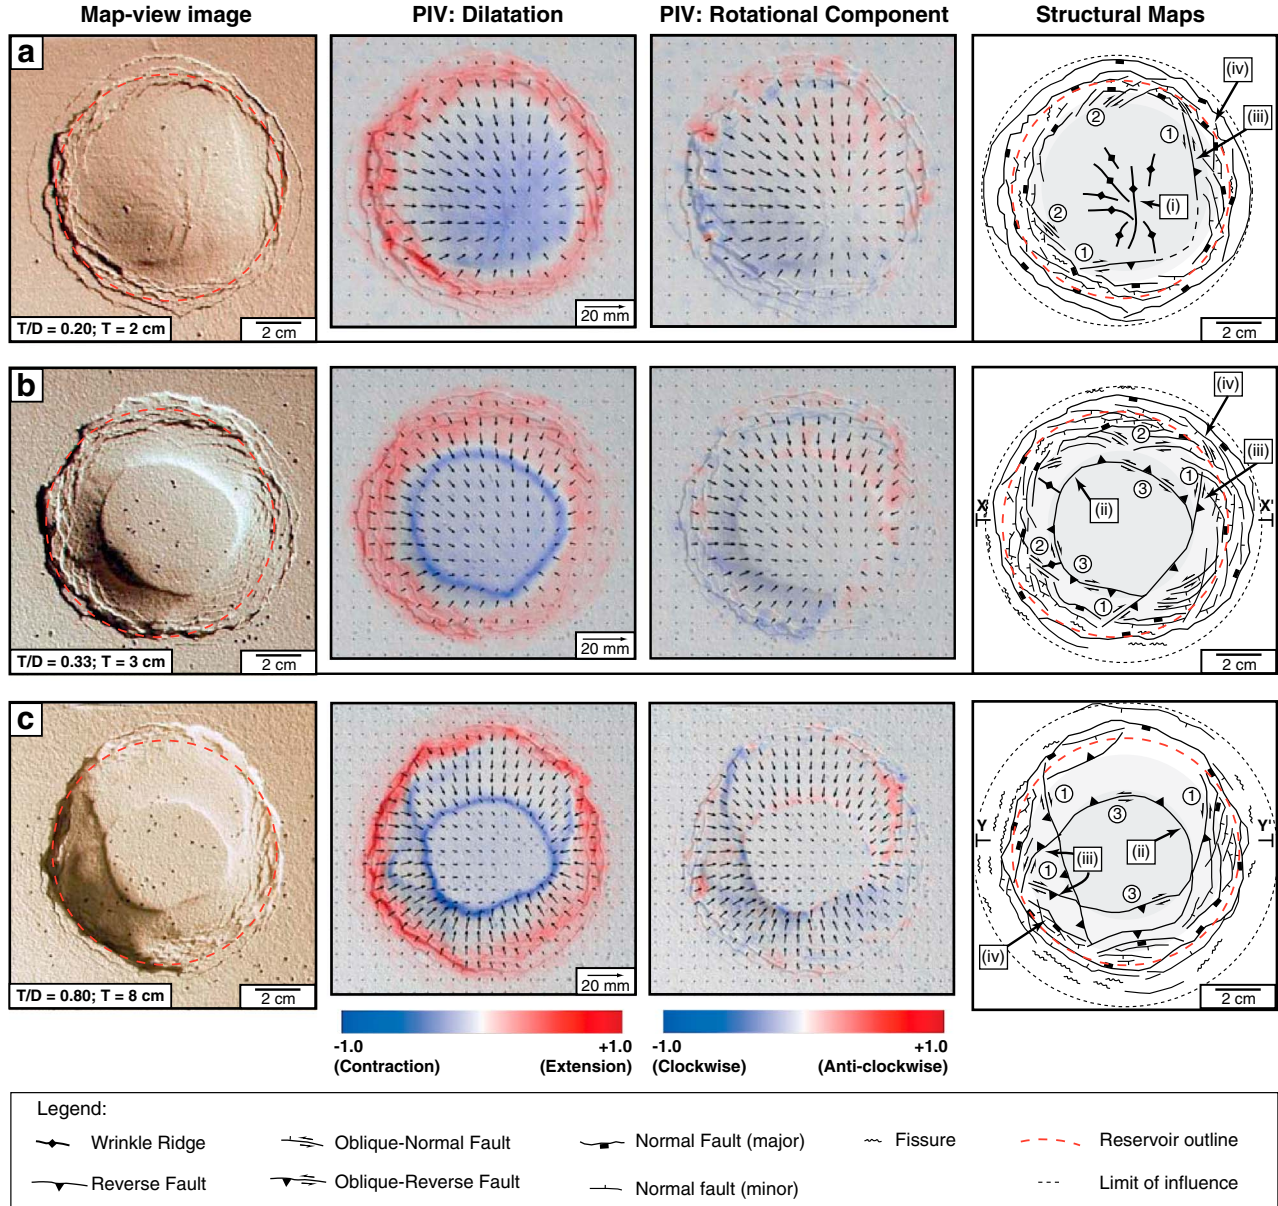 Map-view image
PIV: Dilatation
PIV: Rotational Component
Structural Maps
a
T/D = 0.20; T = 2 cm
2 cm
20 mm
(iv)
(iii)
(i)
2
1
2
1
2 cm
b
T/D = 0.33; T = 3 cm
2 cm
20 mm
(iv)
(iii)
(ii)
2
1
3
X
X'
2
3
1
2 cm
c
T/D = 0.80; T = 8 cm
2 cm
20 mm
1
3
1
Y
Y'
(iii)
(ii)
1
3
(iv)
2 cm
-1.0
+1.0
(Contraction)
(Extension)
-1.0
+1.0
(Clockwise)
(Anti-clockwise)
Legend:
Wrinkle Ridge
Oblique-Normal Fault
Normal Fault (major)
Fissure
Reservoir outline
Reverse Fault
Oblique-Reverse Fault
Normal fault (minor)
Limit of influence